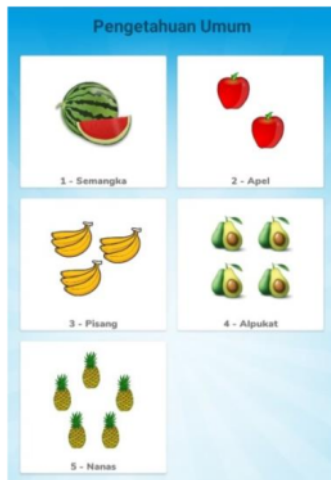 Pengetahuan Umum
1 - Semangka
2 - Apel
3 - Pisang
4 - Alpukat
5 - Nanas